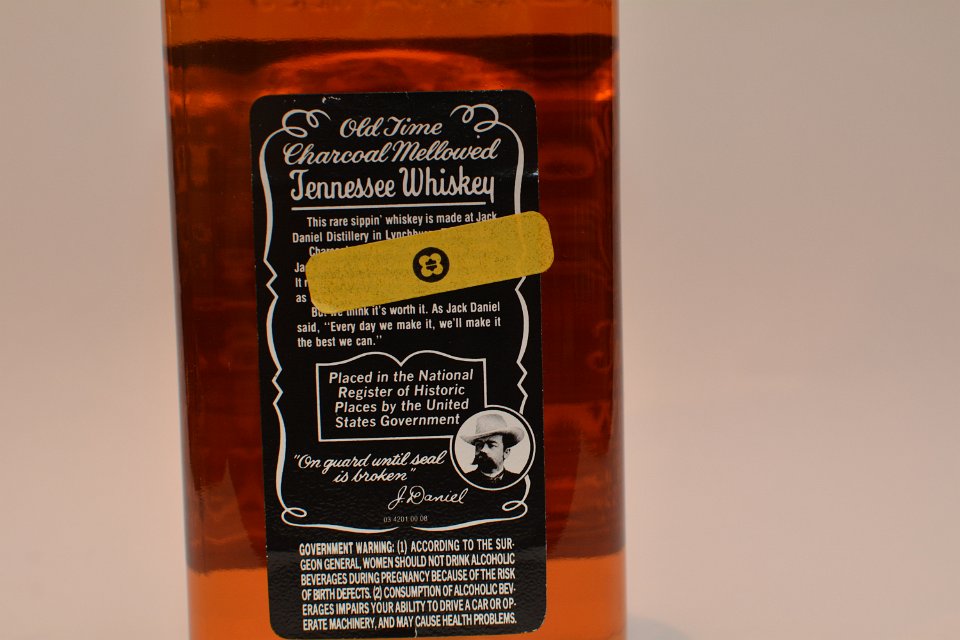 Old Time
Charcoal Mellowed
Tennessee Whiskey
This rare sippin' whiskey is made at Jack
Daniel Distillery in
It
as
think it's worth it. As Jack Daniel
said, "Every day we make it, we'll make it
the best we can."
Placed in the National
Register of Historic
Places by the United
States Government
"On guard until seal
is broken"
J. Daniel
03 4201 00 08
GOVERNMENT WARNING: (1) ACCORDING TO THE SUR-
GEON GENERAL, WOMEN SHOULD NOT DRINK ALCOHOLIC
BEVERAGES DURING PREGNANCY BECAUSE OF THE RISK
OF BIRTH DEFECTS. (2) CONSUMPTION OF ALCOHOLIC BEV-
ERAGES IMPAIRS YOUR ABILITY TO DRIVE A CAR OR OP-
ERATE MACHINERY, AND MAY CAUSE HEALTH PROBLEMS.